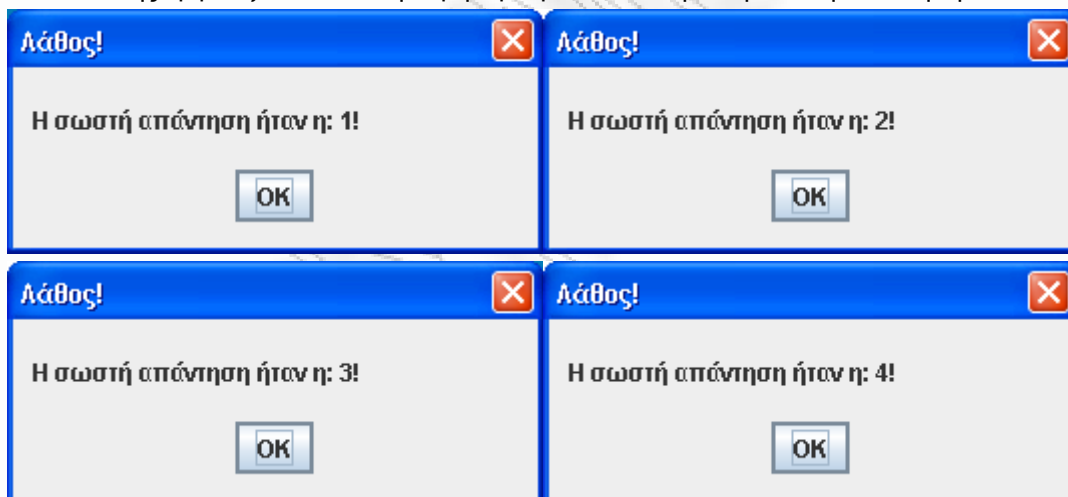 Λάθος!
Λάθος!
Η σωστή απάντηση ήταν η: 1!
Η σωστή απάντηση ήταν η: 2!
OK
OK
Λάθος!
Λάθος!
Η σωστή απάντηση ήταν η: 3!
Η σωστή απάντηση ήταν η: 4!
OK
OK